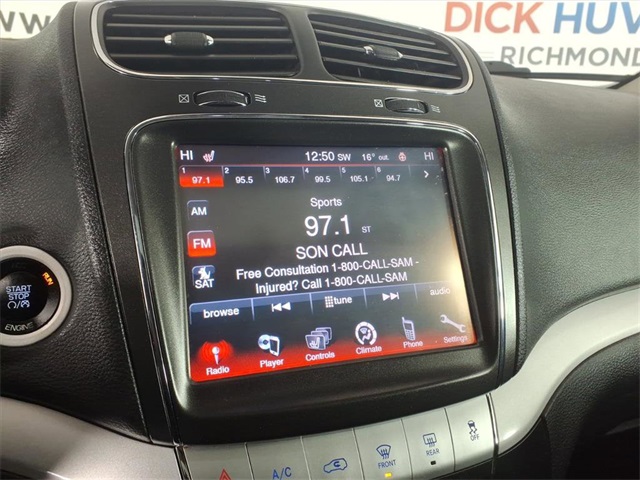 WWW.
DICK HUV
RICHMOND
HI 12:50 SW 16° out. HI
1 2 3 4 5 6
97.1 95.5 106.7 99.5 105.1 94.7 >
Sports
AM
97.1 ST
FM
SON CALL
SAT
Free Consultation 1-800-CALL-SAM -
Injured? Call 1-800-CALL-SAM
browse tune audio
Radio Player Controls Climate Phone Settings
RUN
START
STOP
ENGINE
A/C FRONT REAR OFF